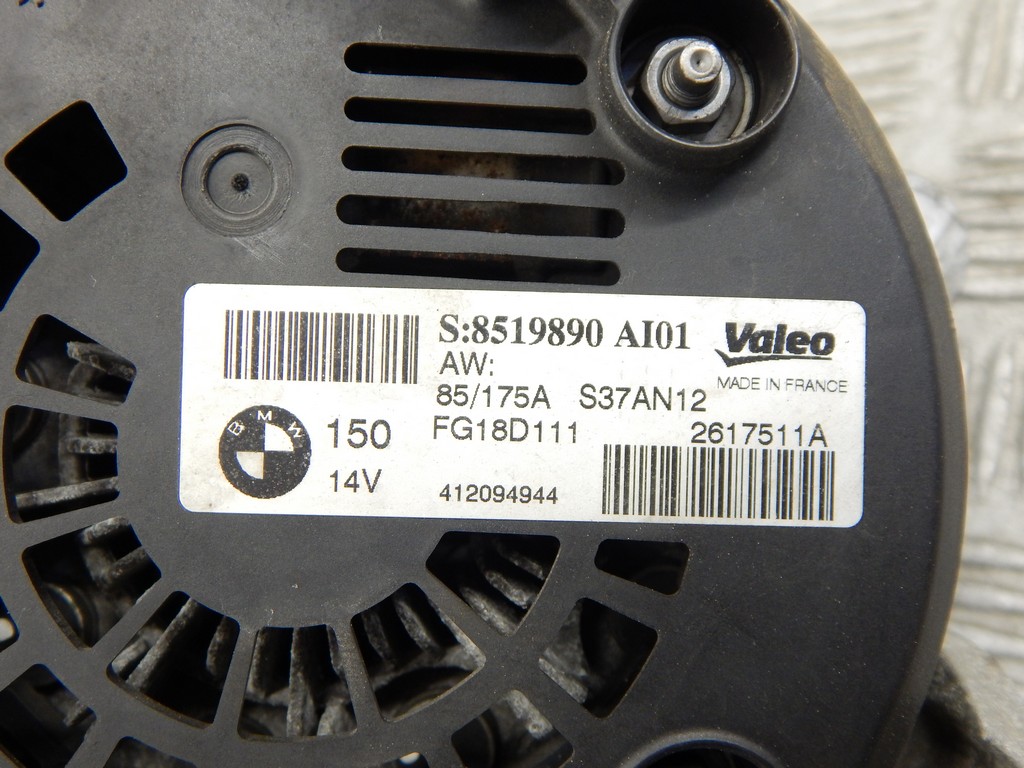 S:8519890 AI01
Valeo
AW:
MADE IN FRANCE
85/175A S37AN12
BMW
150
FG18D111
2617511A
14V
412094944